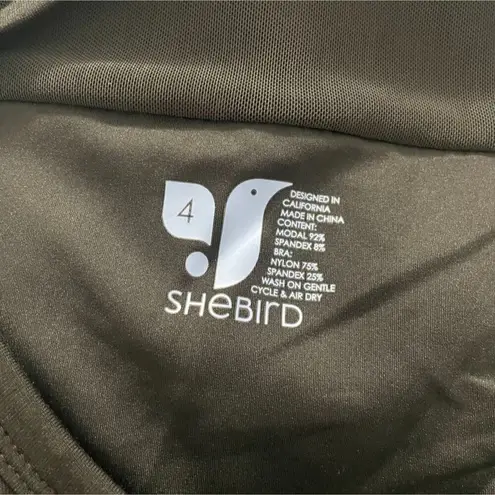 4
DESIGNED IN
CALIFORNIA
MADE IN CHINA
CONTENT:
MODAL 92%
SPANDEX 8%
BRA:
NYLON 75%
SPANDEX 25%
WASH ON GENTLE
CYCLE & AIR DRY
SHeBIrD